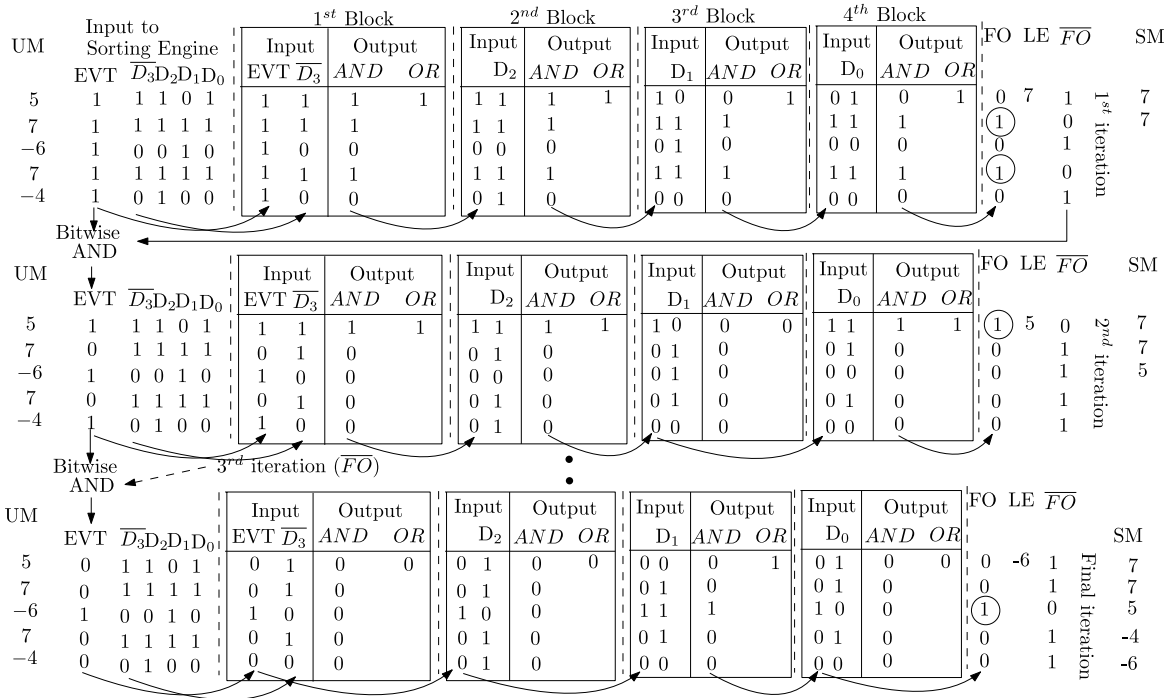 1st Block 2nd Block 3rd Block 4th Block
UM Input to Sorting Engine Input Output Input Output Input Output Input Output FO LE FO SM
EVT D3D2D1D0 EVT D3 AND OR D2 AND OR D1 AND OR D0 AND OR
5 1 1 1 0 1 1 1 1 1 1 1 1 1 1 0 0 1 0 1 0 1 0 7 1 7
7 1 1 1 1 1 1 1 1 1 1 1 1 1 1 1 1 1 1 0 7
−6 1 0 0 1 0 1 0 0 0 0 0 0 1 0 0 0 0 0 1
7 1 1 1 1 1 1 1 1 1 1 1 1 1 1 1 1 1 1 0
−4 1 0 1 0 0 1 0 0 0 1 0 0 0 0 0 0 0 0 1
1st iteration
Bitwise AND
UM Input Output Input Output Input Output Input Output FO LE FO SM
EVT D3D2D1D0 EVT D3 AND OR D2 AND OR D1 AND OR D0 AND OR
5 1 1 1 0 1 1 1 1 1 1 1 1 1 1 0 0 0 1 1 1 1 1 5 0 7
7 0 1 1 1 1 0 1 0 0 1 0 0 1 0 0 1 0 0 1 7
−6 1 0 0 1 0 1 0 0 0 0 0 0 1 0 0 0 0 0 1 5
7 0 1 1 1 1 0 1 0 0 1 0 0 1 0 0 1 0 0 1
−4 1 0 1 0 0 1 0 0 0 1 0 0 0 0 0 0 0 0 1
2nd iteration
Bitwise AND
3rd iteration (FO)
UM Input Output Input Output Input Output Input Output FO LE FO
EVT D3D2D1D0 EVT D3 AND OR D2 AND OR D1 AND OR D0 AND OR SM
5 0 1 1 0 1 0 1 0 0 0 1 0 0 0 0 0 1 0 1 0 0 0 -6 1 7
7 0 1 1 1 1 0 1 0 0 1 0 0 1 0 0 1 0 0 1 7
−6 1 0 0 1 0 1 0 0 1 0 0 1 1 1 1 0 0 1 0 5
7 0 1 1 1 1 0 1 0 0 1 0 0 1 0 0 1 0 0 1 -4
−4 0 0 1 0 0 0 0 0 0 1 0 0 0 0 0 0 0 0 1 -6
Final iteration